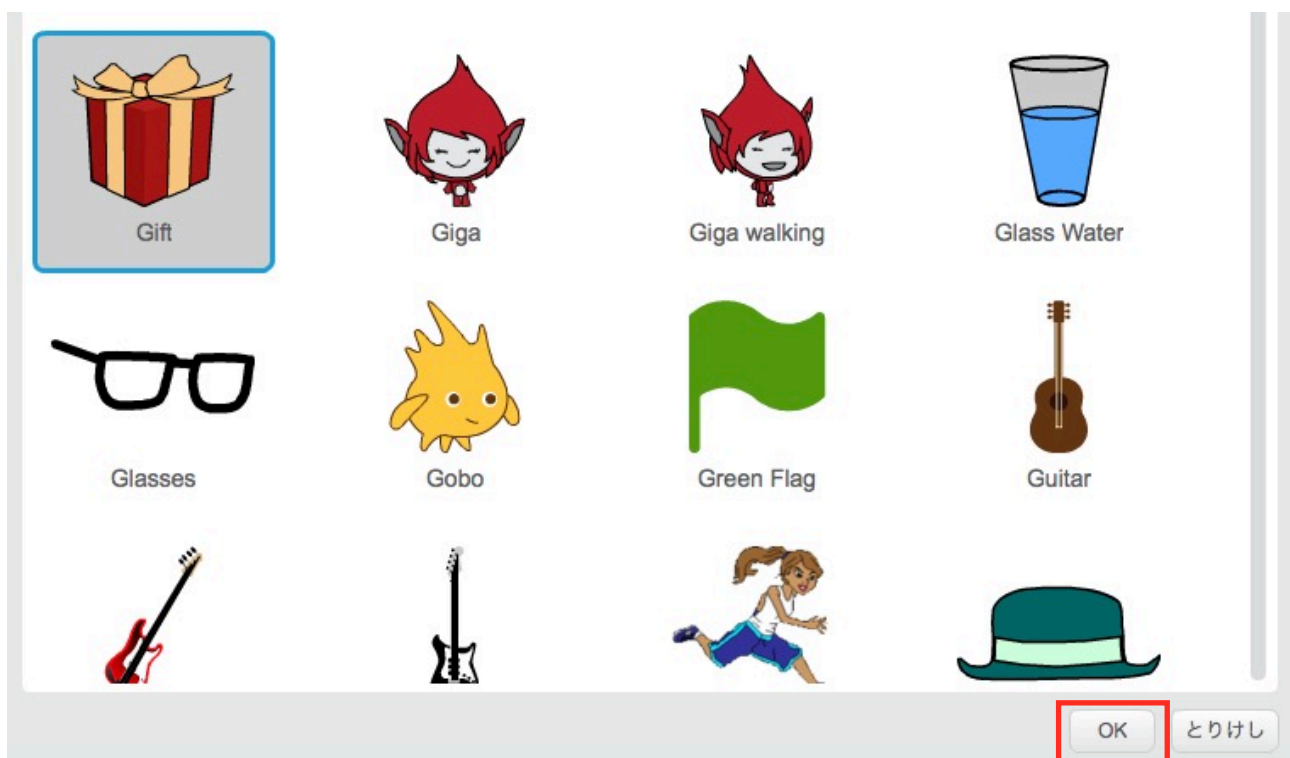 Gift
Giga
Giga walking
Glass Water
Glasses
Gobo
Green Flag
Guitar
OK
とりけし